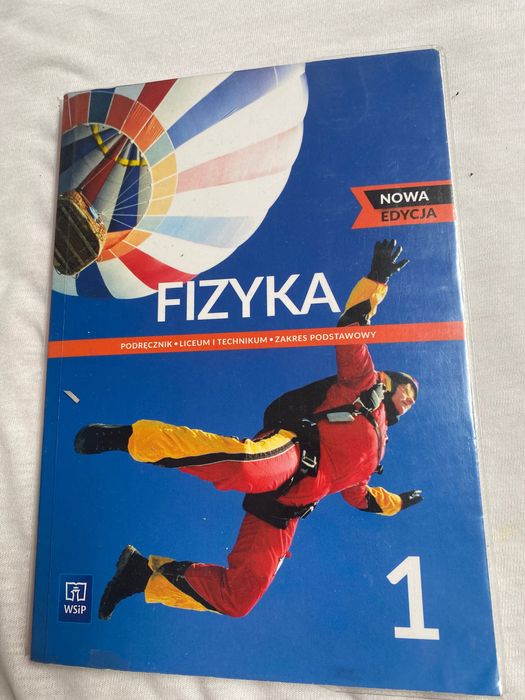 NOWA
EDYCJA
FIZYKA
PODRĘCZNIK • LICEUM I TECHNIKUM • ZAKRES PODSTAWOWY
1
WSiP